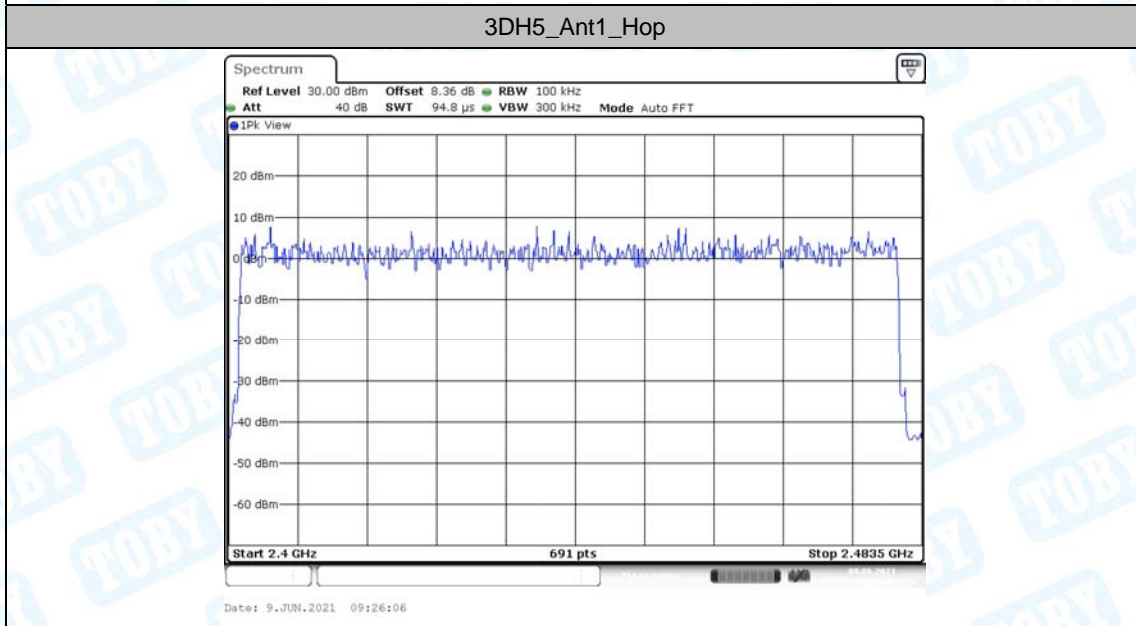 3DH5_Ant1_Hop
Spectrum
Ref Level 30.00 dBm Offset 8.36 dB RBW 100 kHz
Att 40 dB SWT 94.8 µs VBW 300 kHz Mode Auto FFT
1Pk View
20 dBm
10 dBm
0 dBm
-10 dBm
-20 dBm
-30 dBm
-40 dBm
-50 dBm
-60 dBm
Start 2.4 GHz 691 pts Stop 2.4835 GHz
Date: 9.JUN.2021 09:26:06
TOBY